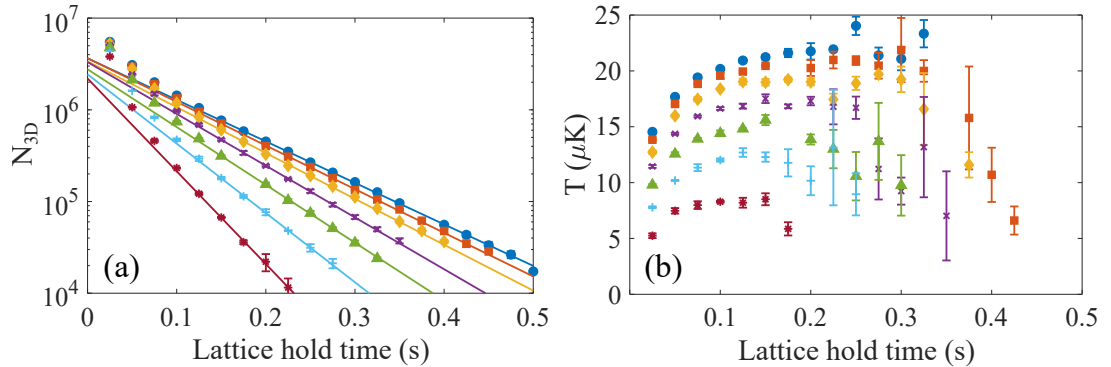 10^7
10^6
10^5
10^4
N_3D
(a)
0 0.1 0.2 0.3 0.4 0.5
Lattice hold time (s)
25
20
15
10
5
0
T (μK)
(b)
0.1 0.2 0.3 0.4 0.5
Lattice hold time (s)